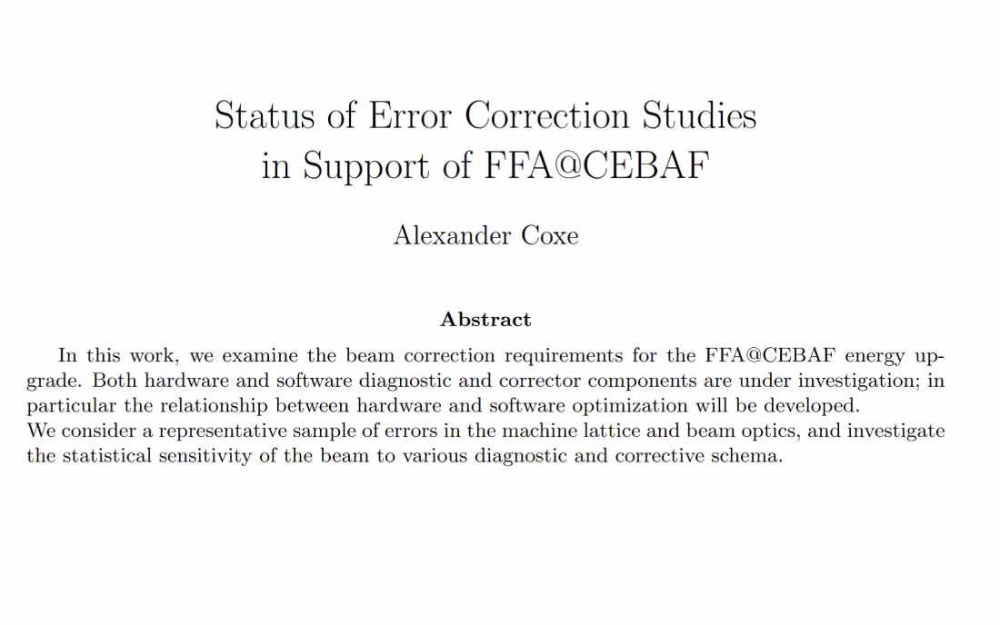 Status of Error Correction Studies
in Support of FFA@CEBAF
Alexander Coxe
Abstract
In this work, we examine the beam correction requirements for the FFA@CEBAF energy up-
grade. Both hardware and software diagnostic and corrector components are under investigation; in
particular the relationship between hardware and software optimization will be developed.
We consider a representative sample of errors in the machine lattice and beam optics, and investigate
the statistical sensitivity of the beam to various diagnostic and corrective schema.